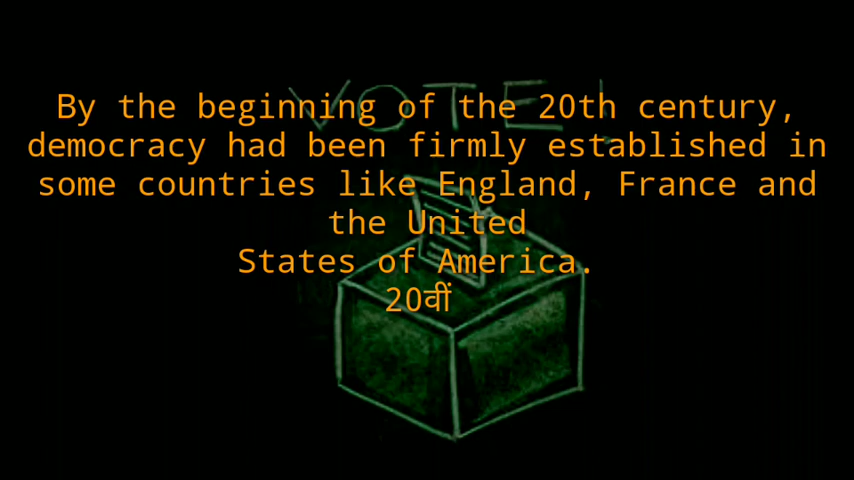 VOTE!
By the beginning of the 20th century,
democracy had been firmly established in
some countries like England, France and
the United
States of America.
20वीं